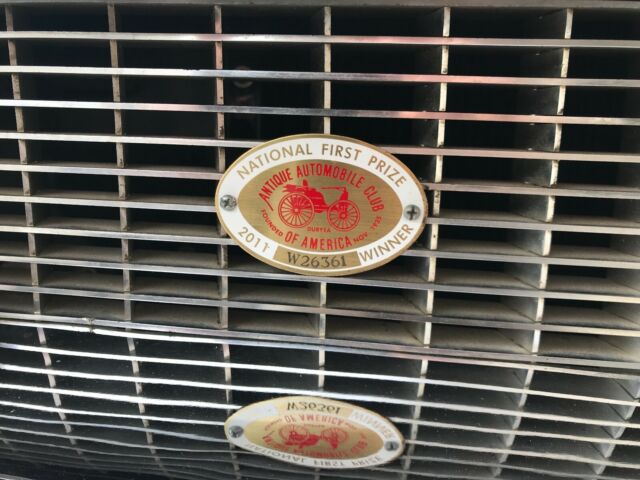 NATIONAL FIRST PRIZE
ANTIQUE AUTOMOBILE CLUB
OF AMERICA
FOUNDED NOV. 1935
DURYEA
2011 WINNER
W26361